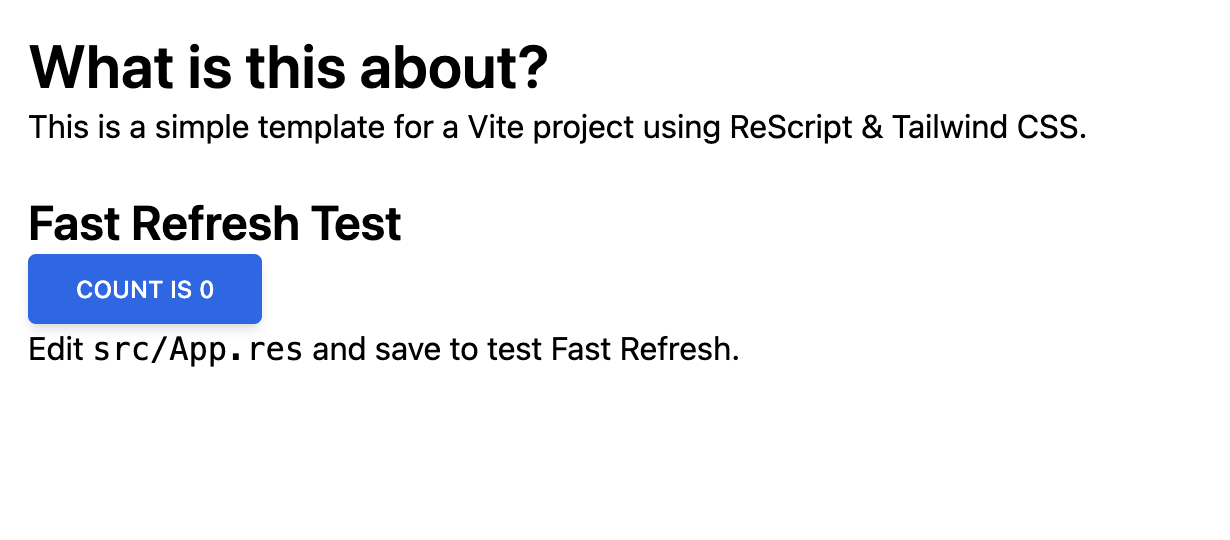 What is this about?
This is a simple template for a Vite project using ReScript & Tailwind CSS.
Fast Refresh Test
COUNT IS 0
Edit src/App.res and save to test Fast Refresh.